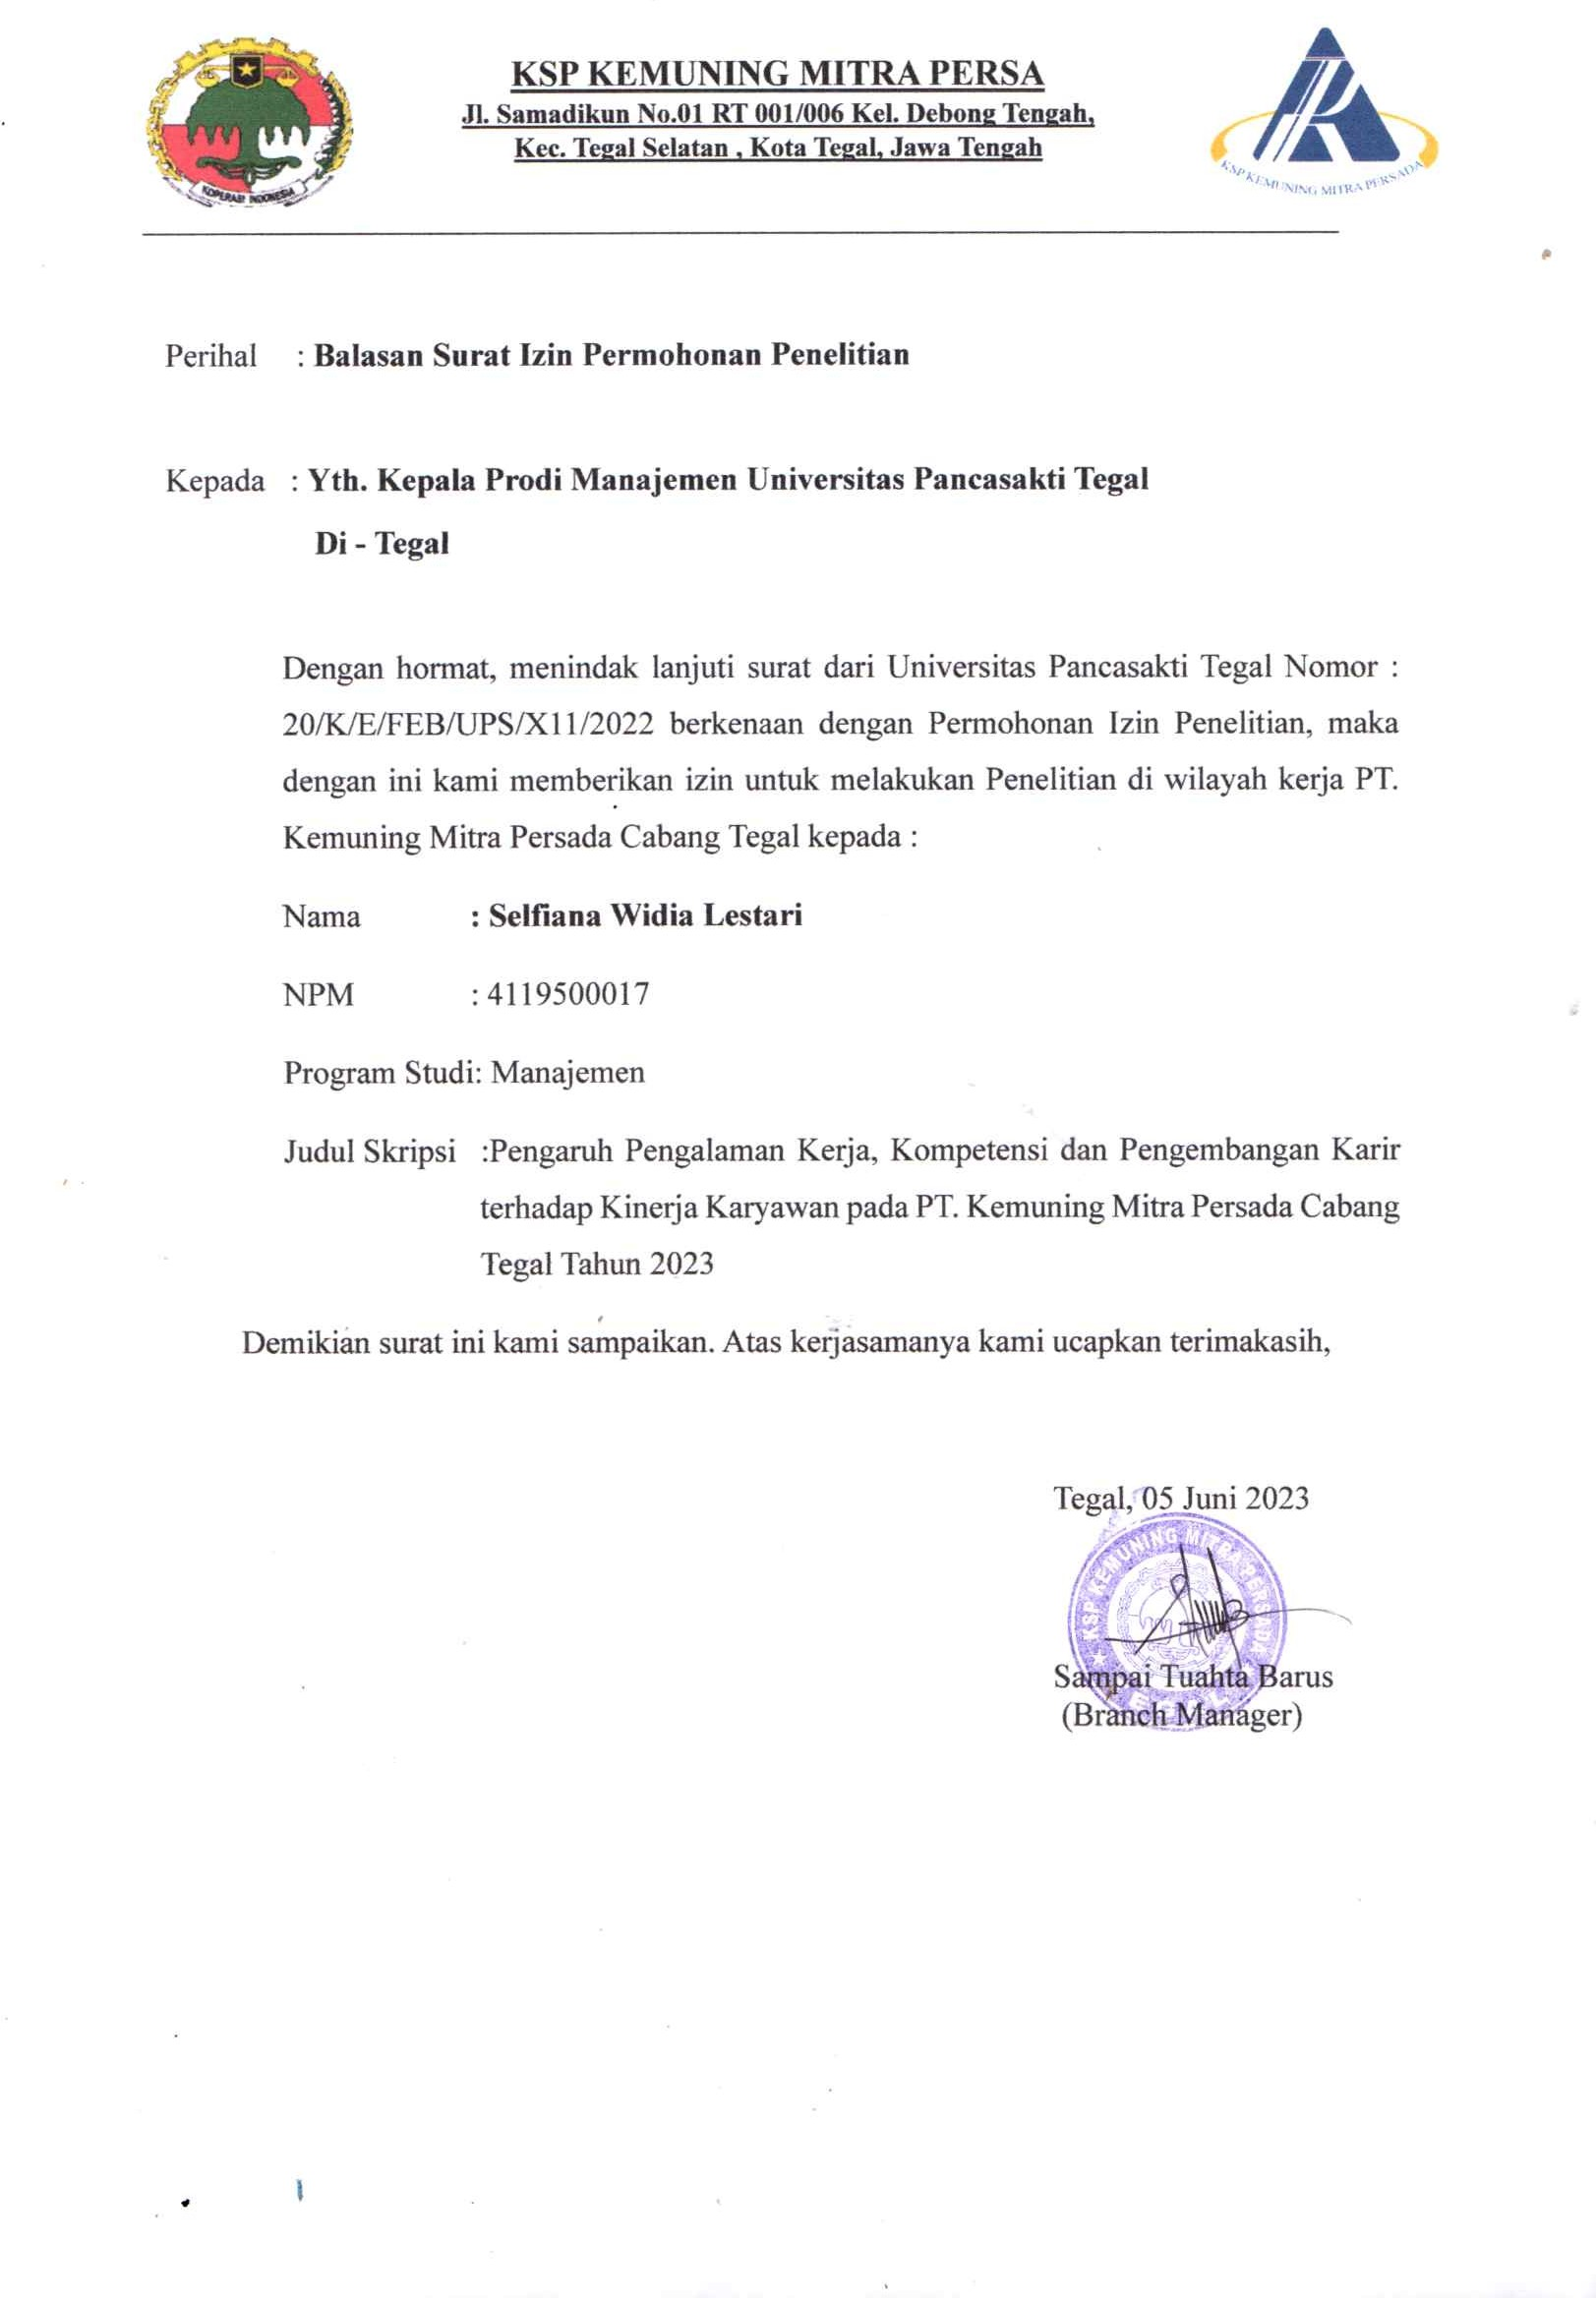 KSP KEMUNING MITRA PERSA
Jl. Samadikun No.01 RT 001/006 Kel. Debong Tengah,
Kec. Tegal Selatan , Kota Tegal, Jawa Tengah
KOPERASI INDONESIA
KSP KEMUNING MITRA PERSADA
Perihal : Balasan Surat Izin Permohonan Penelitian
Kepada : Yth. Kepala Prodi Manajemen Universitas Pancasakti Tegal
Di - Tegal
Dengan hormat, menindak lanjuti surat dari Universitas Pancasakti Tegal Nomor :
20/K/E/FEB/UPS/X11/2022 berkenaan dengan Permohonan Izin Penelitian, maka
dengan ini kami memberikan izin untuk melakukan Penelitian di wilayah kerja PT.
Kemuning Mitra Persada Cabang Tegal kepada :
Nama : Selfiana Widia Lestari
NPM : 4119500017
Program Studi: Manajemen
Judul Skripsi :Pengaruh Pengalaman Kerja, Kompetensi dan Pengembangan Karir
terhadap Kinerja Karyawan pada PT. Kemuning Mitra Persada Cabang
Tegal Tahun 2023
Demikian surat ini kami sampaikan. Atas kerjasamanya kami ucapkan terimakasih,
Tegal, 05 Juni 2023
KSP KEMUNING MITRA PERSADA
Sampai Tuahta Barus
(Branch Manager)